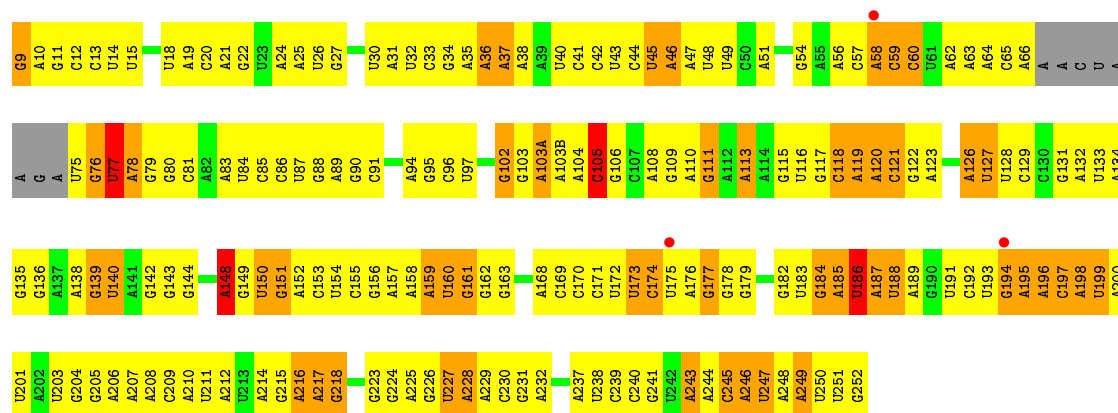 G9 A10 G11 C12 C13 U14 U15 U18 A19 C20 A21 G22 U23 A24 A25 U26 G27 U30 A31 U32 C33 G34 A35 A36 A37 A38 A39 U40 C41 C42 U43 C44 U45 A46 A47 U48 U49 C50 A51 G54 A55 A56 C57 A58 C59 C60 U61 A62 A63 A64 C65 A66 A A C U A
A G A U75 G76 U77 A78 G79 G80 C81 A82 A83 U84 C85 C86 U87 G88 A89 G90 C91 A94 G95 C96 U97 G102 G103 A103A A103B A104 C105 G106 C107 A108 G109 A110 G111 A112 A113 A114 G115 U116 G117 C118 A119 A120 C121 G122 A123 A126 U127 U128 C129 C130 G131 A132 U133 A134
G135 G136 A137 A138 G139 U140 A141 G142 G143 G144 A148 G149 U150 G151 A152 C153 U154 C155 G156 A157 A158 A159 U160 G161 G162 G163 A168 C169 C170 C171 U172 U173 C174 U175 A176 G177 G178 G179 G182 U183 G184 A185 U186 A187 U188 A189 G190 U191 C192 U193 G194 A195 A196 C197 A198 U199 A200
U201 A202 U203 G204 G205 A206 A207 A208 C209 A210 U211 A212 U213 A214 G215 A216 A217 G218 G223 G224 A225 G226 U227 A228 A229 C230 G231 A232 A237 U238 C239 C240 G241 U242 A243 A244 C245 A246 U247 A248 A249 U250 U251 G252